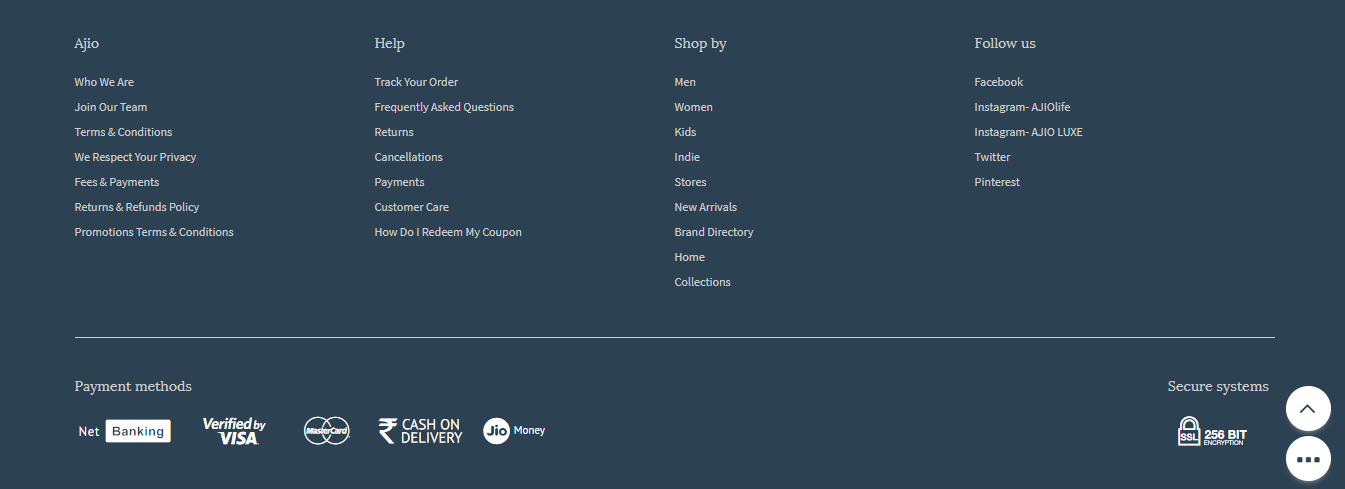 Ajio
Who We Are
Join Our Team
Terms & Conditions
We Respect Your Privacy
Fees & Payments
Returns & Refunds Policy
Promotions Terms & Conditions
Help
Track Your Order
Frequently Asked Questions
Returns
Cancellations
Payments
Customer Care
How Do I Redeem My Coupon
Shop by
Men
Women
Kids
Indie
Stores
New Arrivals
Brand Directory
Home
Collections
Follow us
Facebook
Instagram- AJIOlife
Instagram- AJIO LUXE
Twitter
Pinterest
Payment methods
Net Banking
Verified by
VISA
MasterCard
₹ CASH ON
DELIVERY
Jio Money
Secure systems
SSL 256 BIT
ENCRYPTION